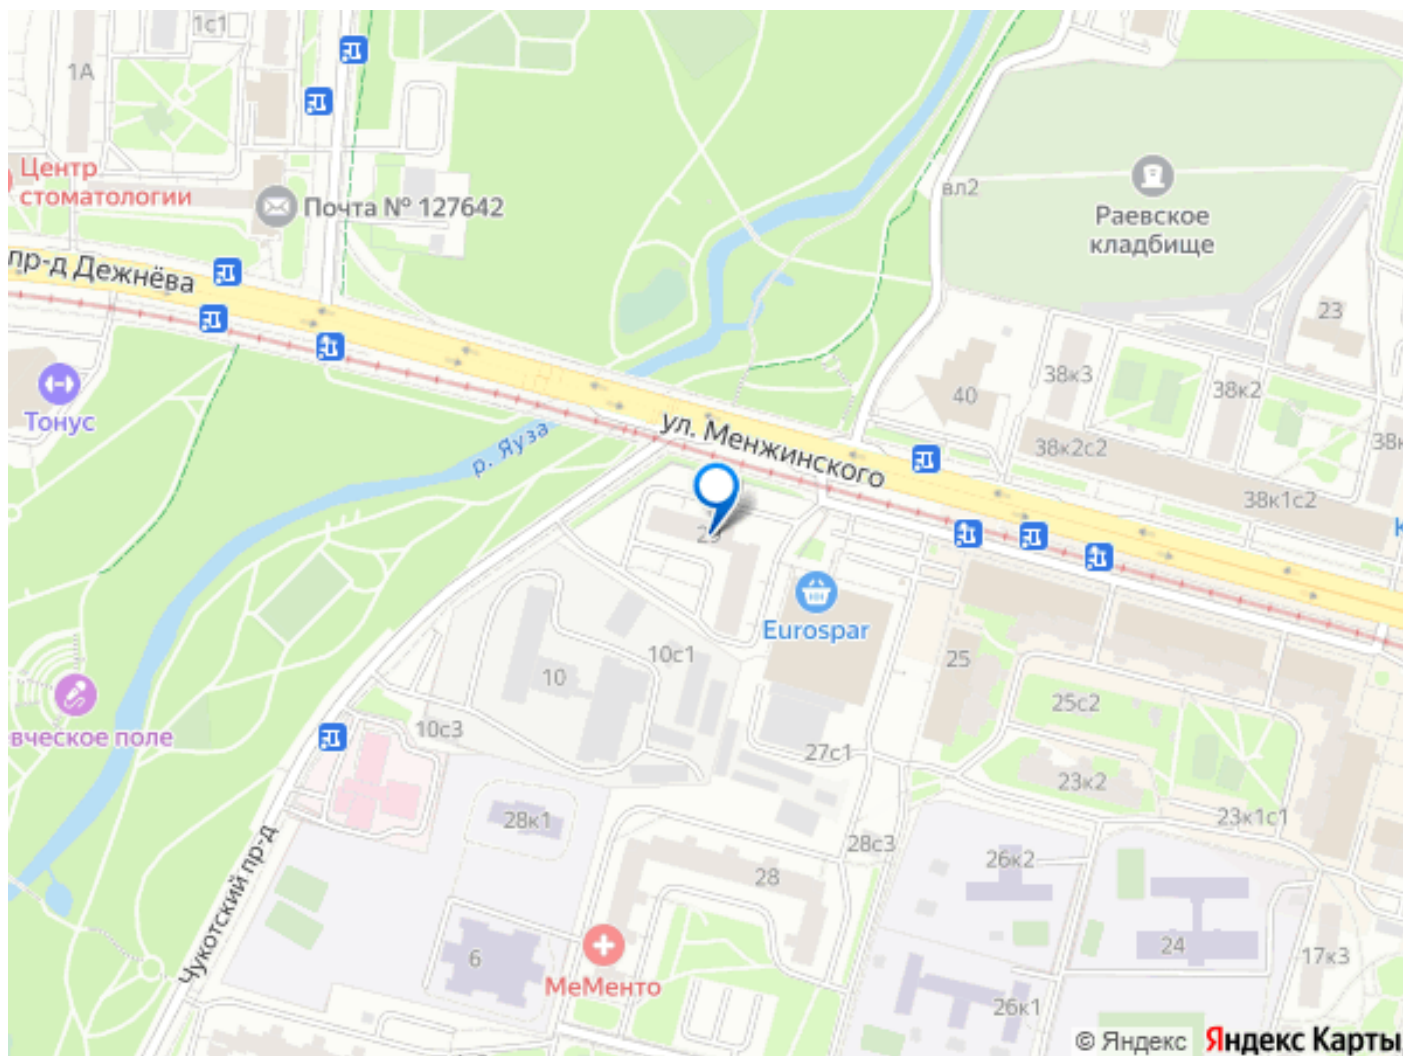 1с1
1А
Центр
стоматологии
Почта № 127642
вл2
Раевское
кладбище
пр-д Дежнёва
23
Тонус
38к3
40
38к2
38к2с2
38к1с2
ул. Менжинского
р. Яуза
Eurospar
10с1
10
25
25с2
10с3
27с1
23к2
23к1с1
вческое поле
28к1
28с3
26к2
28
Чукотский пр-д
6
24
17к3
МеМенто
26к1
© Яндекс
Яндекс Карты